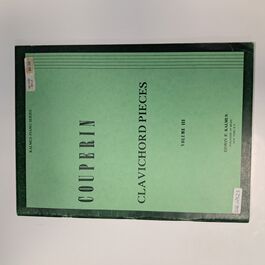 KALMUS PIANO SERIES
COUPERIN
CLAVICHORD PIECES
VOLUME III
EDWIN F. KALMUS